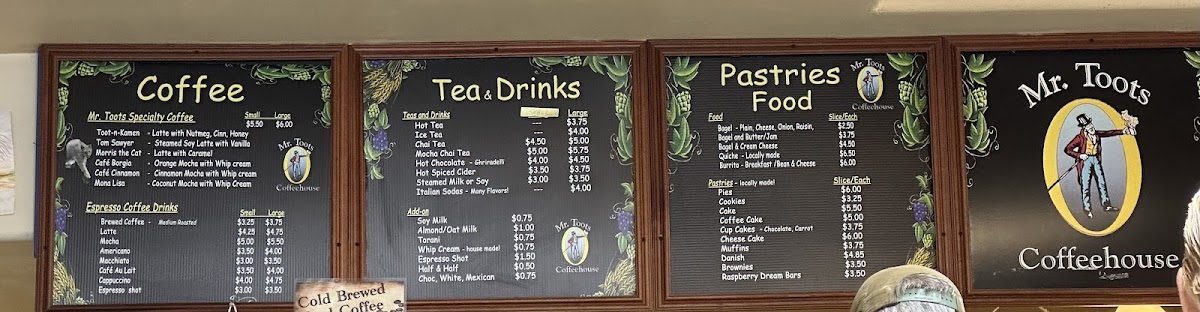 Coffee
Mr. Toots Specialty Coffee Small Large
$5.50 $6.00
Toot-n-Kamen - Latte with Nutmeg, Cinn, Honey
Tom Sawyer - Steamed Soy Latte with Vanilla
Morris the Cat - Latte with Caramel
Café Borgia - Orange Mocha with Whip cream
Café Cinnamon - Cinnamon Mocha with Whip cream
Mona Lisa - Coconut Mocha with Whip Cream
Mr. Toots
Coffeehouse
Espresso Coffee Drinks Small Large
Brewed Coffee - Medium Roasted $3.25 $3.75
Latte $4.25 $4.75
Mocha $5.00 $5.50
Americano $3.50 $4.00
Macchiato $3.00 $3.50
Café Au Lait $3.50 $4.00
Cappuccino $4.00 $4.75
Espresso shot $3.00 $3.50
Cold Brewed
Coffee
Tea & Drinks
Teas and Drinks Large
Hot Tea --- $3.75
Ice Tea --- $4.00
Chai Tea $4.50 $5.00
Mocha Chai Tea $5.00 $5.75
Hot Chocolate - Ghriradell $4.00 $4.50
Hot Spiced Cider $3.50 $3.75
Steamed Milk or Soy $3.00 $3.50
Italian Sodas - Many Flavors! --- $4.00
Add-on
Soy Milk $0.75
Almond/Oat Milk $1.00
Torani $0.75
Whip Cream - house made! $0.75
Espresso Shot $1.50
Half & Half $0.50
Choc, White, Mexican $0.75
Mr. Toots
Coffeehouse
Pastries
Food
Mr. Toots
Coffeehouse
Food Slice/Each
Bagel - Plain, Cheese, Onion, Raisin, $2.50
Bagel and Butter/Jam $3.75
Bagel & Cream Cheese $4.50
Quiche - Locally made $6.50
Burrito - Breakfast /Bean & Cheese $6.00
Pastries - locally made! Slice/Each
Pies $6.00
Cookies $3.25
Cake $5.50
Coffee Cake $5.00
Cup Cakes - Chocolate, Carrot $3.75
Cheese Cake $6.00
Muffins $3.75
Danish $4.85
Brownies $3.50
Raspberry Dream Bars $3.50
Mr. Toots
Coffeehouse